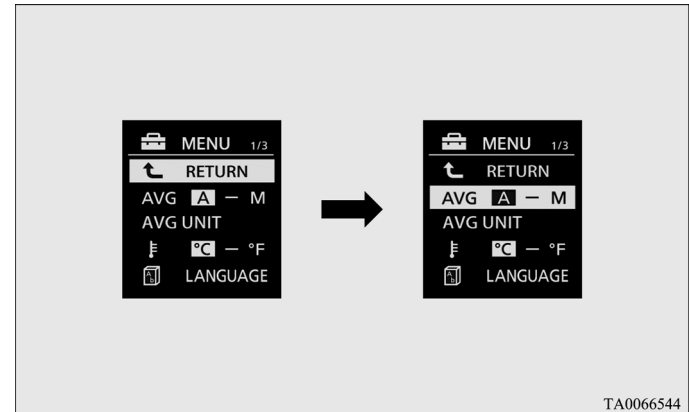 MENU 1/3
RETURN
AVG A – M
AVG UNIT
°C – °F
A b LANGUAGE
MENU 1/3
RETURN
AVG A – M
AVG UNIT
°C – °F
A b LANGUAGE
TA0066544